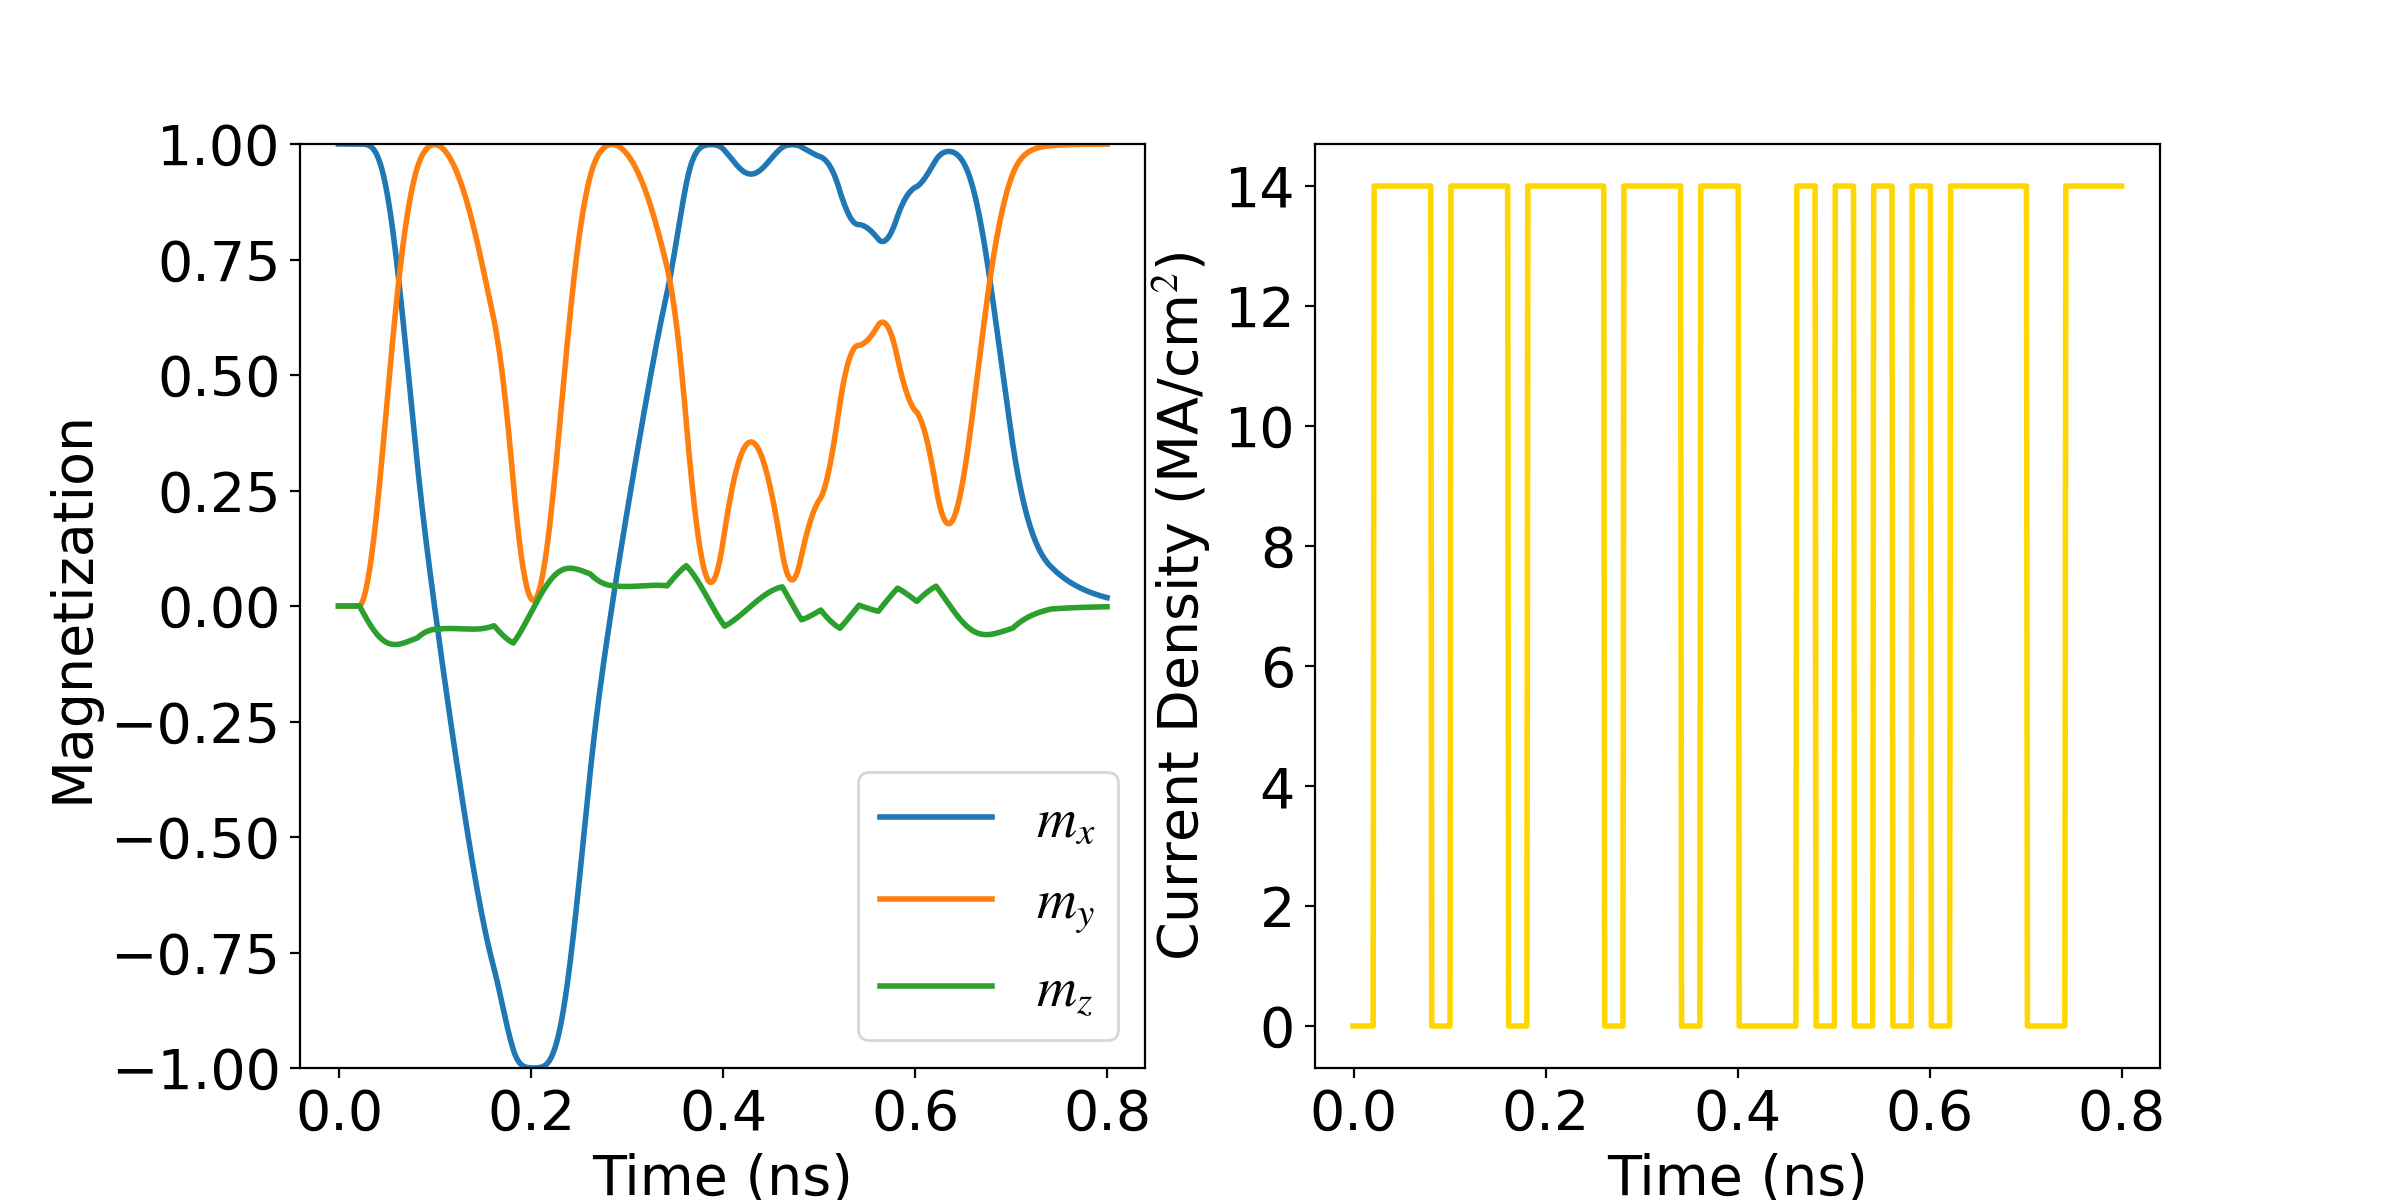 1.00
0.75
0.50
0.25
0.00
−0.25
−0.50
−0.75
−1.00
Magnetization
0.0 0.2 0.4 0.6 0.8
Time (ns)
m_x
m_y
m_z
14
12
10
8
6
4
2
0
Current Density (MA/cm²)
0.0 0.2 0.4 0.6 0.8
Time (ns)